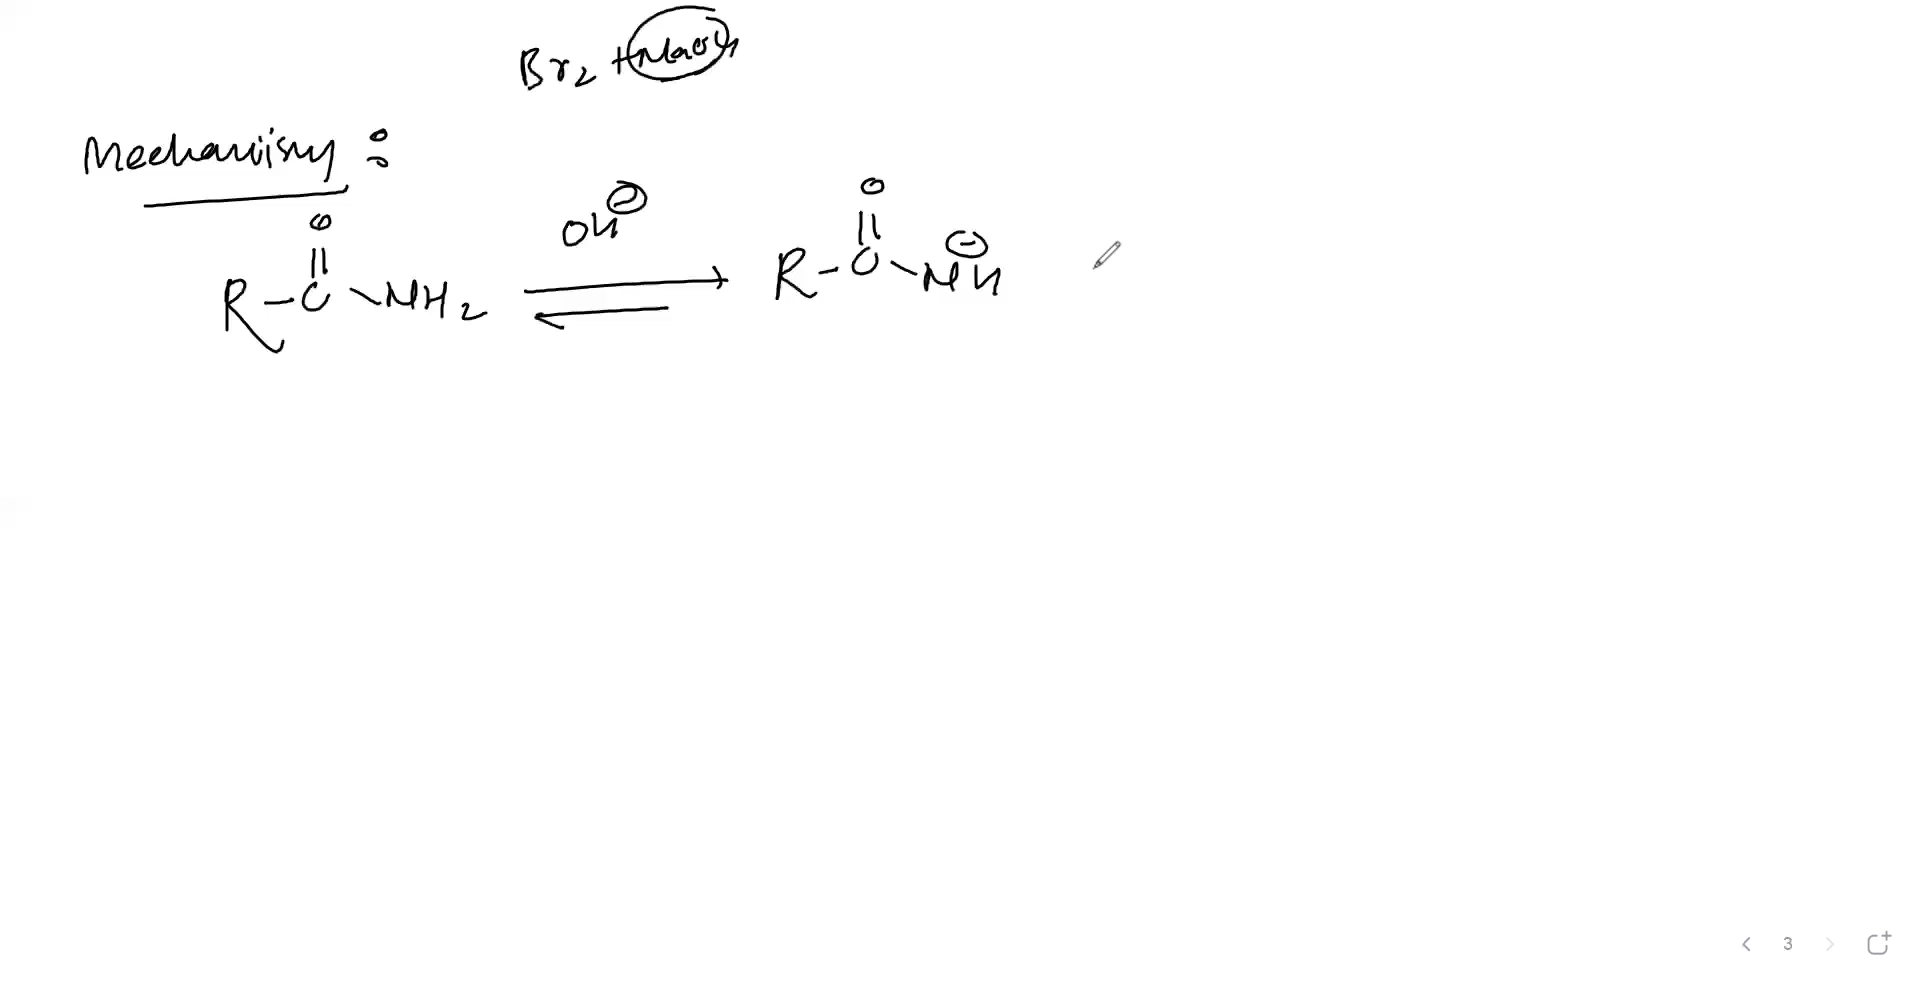 Br2 + NaOH
Mechanism :
O OH⊖ O
|| || ⊖
R-C-NH2 ⇌ R-C-NH
3